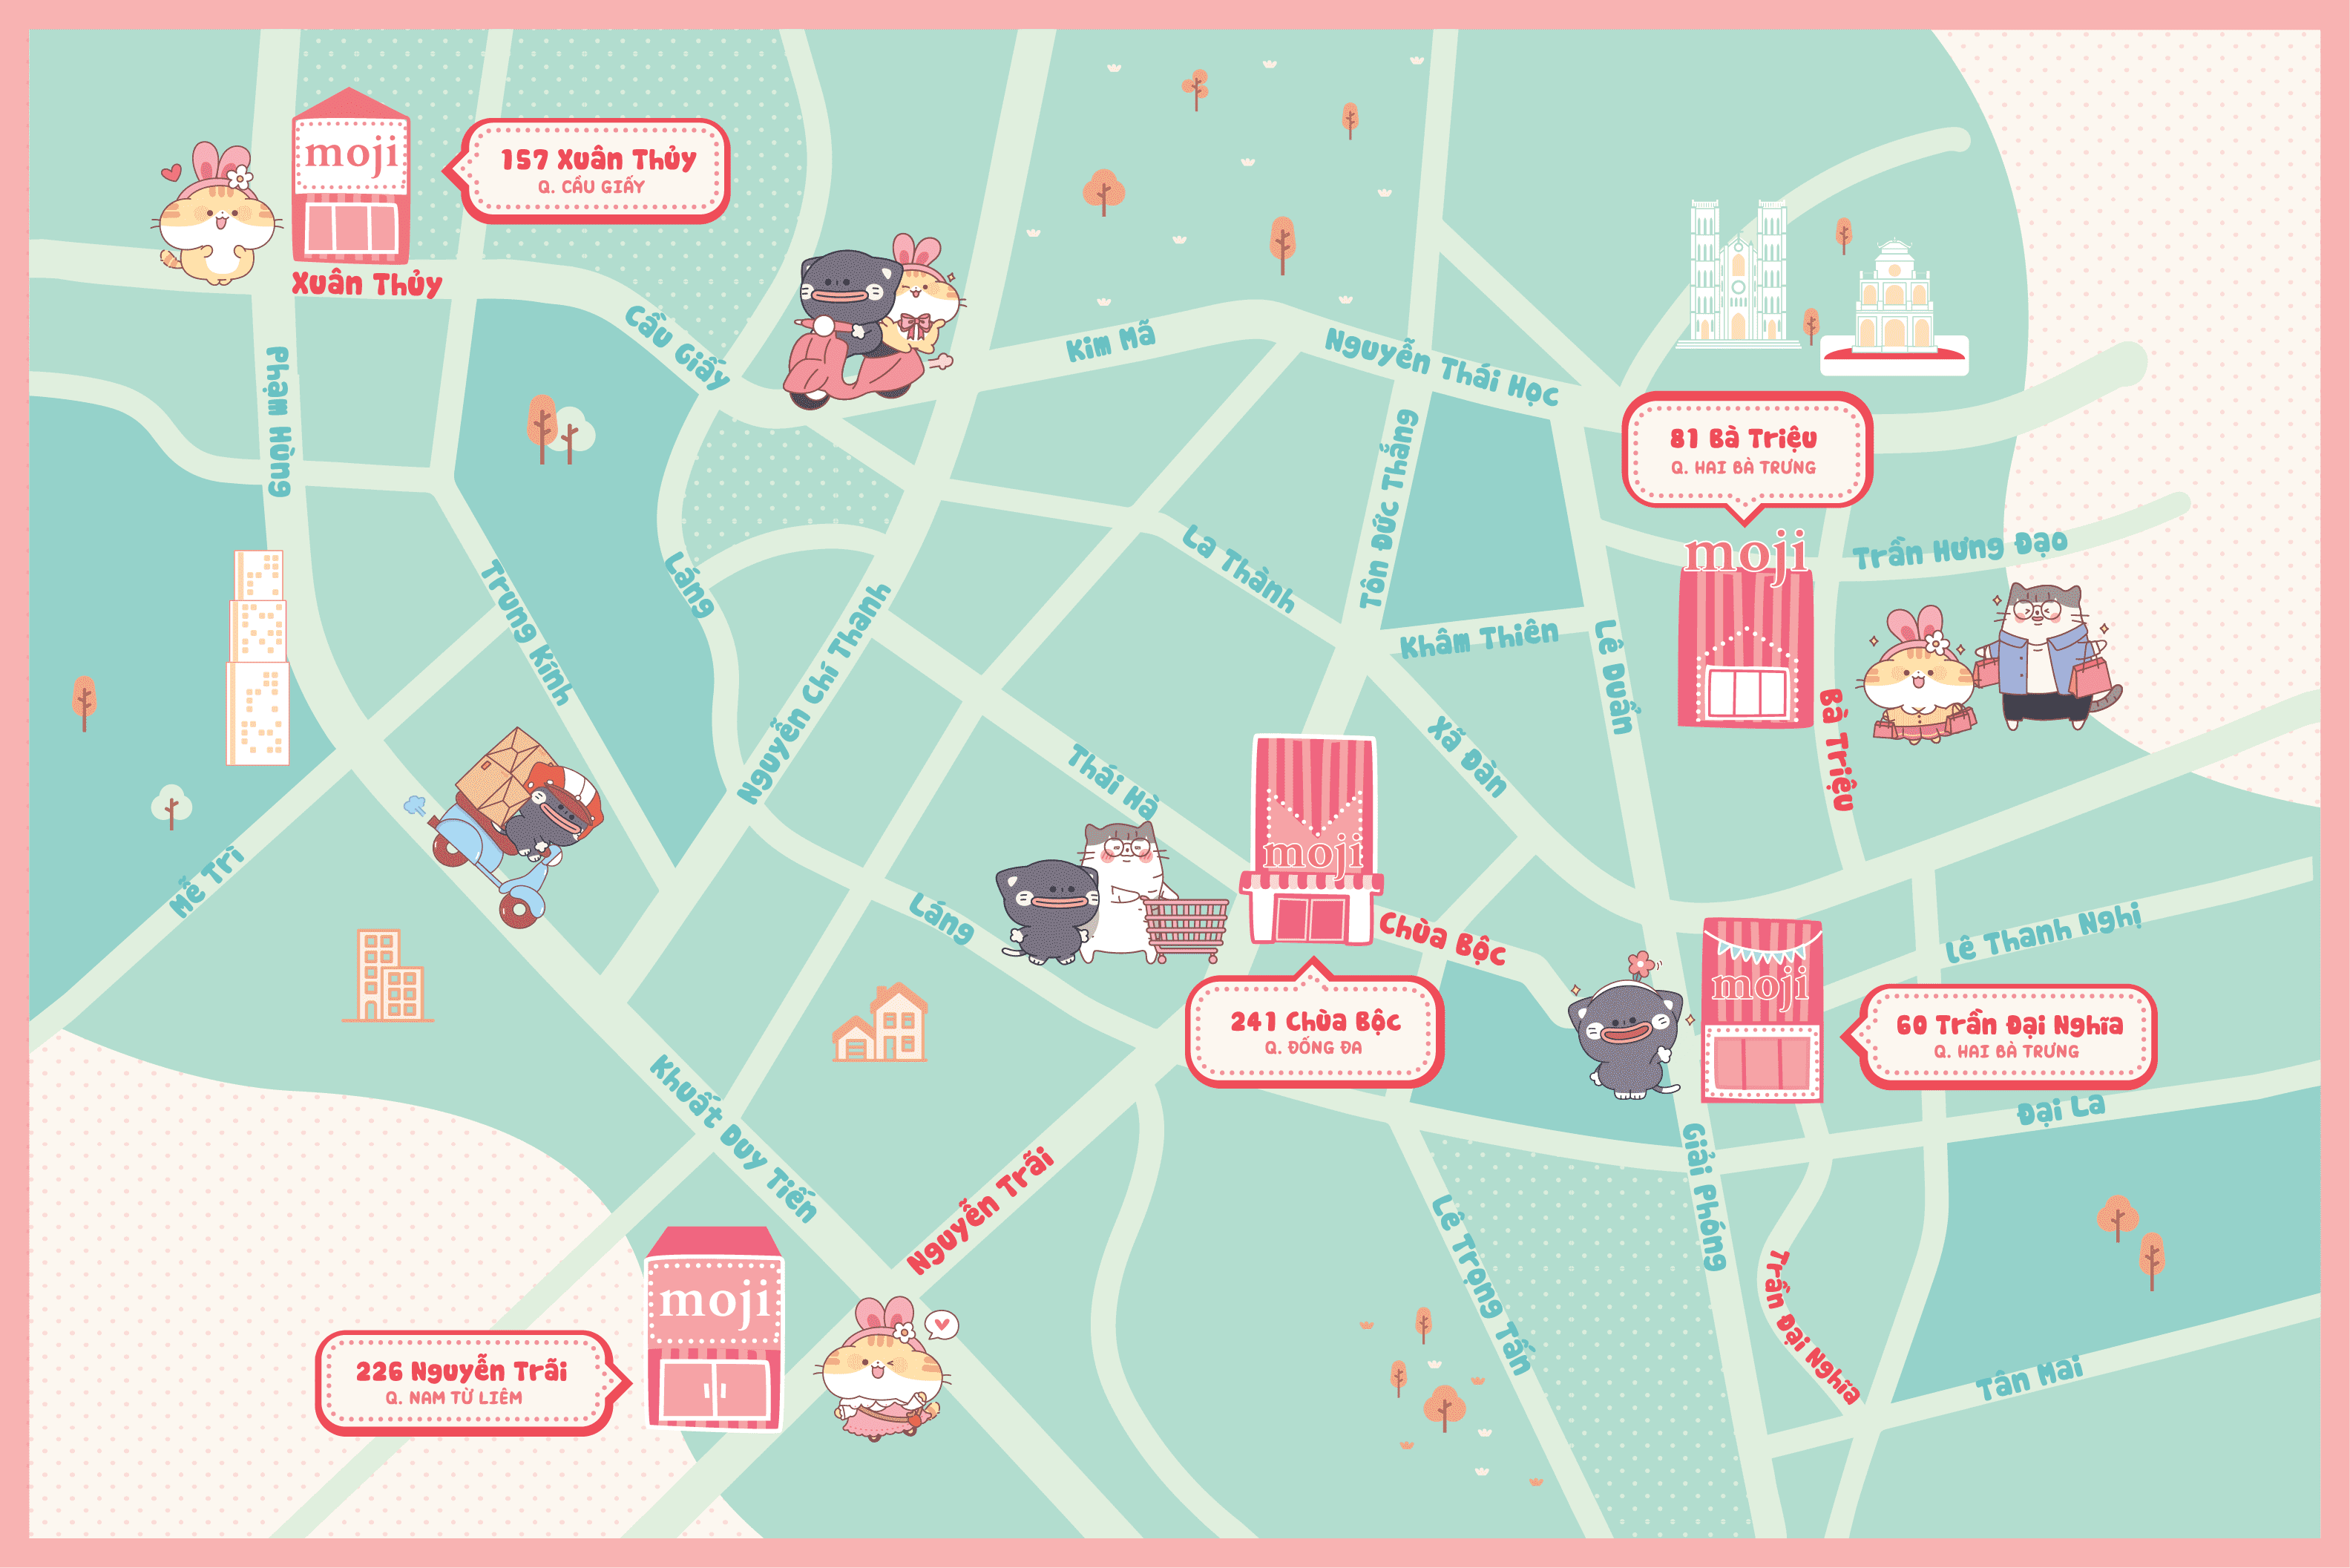 moji
157 Xuân Thủy
Q. CẦU GIẤY
Xuân Thủy
Cầu Giấy
Phạm Hùng
Kim Mã
Nguyễn Thái Học
81 Bà Triệu
Q. HAI BÀ TRƯNG
Tôn Đức Thắng
moji
Trần Hưng Đạo
La Thành
Láng
Trung Kính
Khâm Thiên
Lê Duẩn
Nguyễn Chí Thanh
Bà Triệu
Xã Đàn
Thái Hà
moji
Mễ Trì
Láng
Chùa Bộc
Lê Thanh Nghị
moji
241 Chùa Bộc
Q. ĐỐNG ĐA
60 Trần Đại Nghĩa
Q. HAI BÀ TRƯNG
Đại La
Khuất Duy Tiến
Giải Phóng
Nguyễn Trãi
Lê Trọng Tấn
Trần Đại Nghĩa
moji
226 Nguyễn Trãi
Q. NAM TỪ LIÊM
Tân Mai